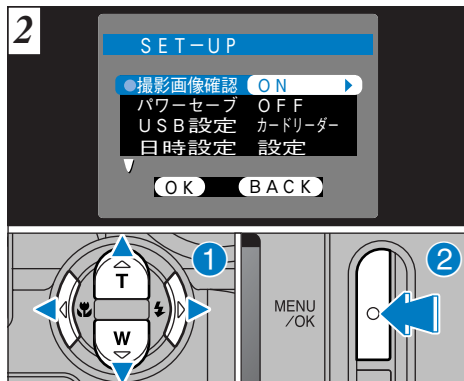 2
SET−UP
撮影画像確認 ON
パワーセーブ OFF
USB設定 カードリーダー
日時設定 設定
OK BACK
1
T
W
2
MENU
/OK